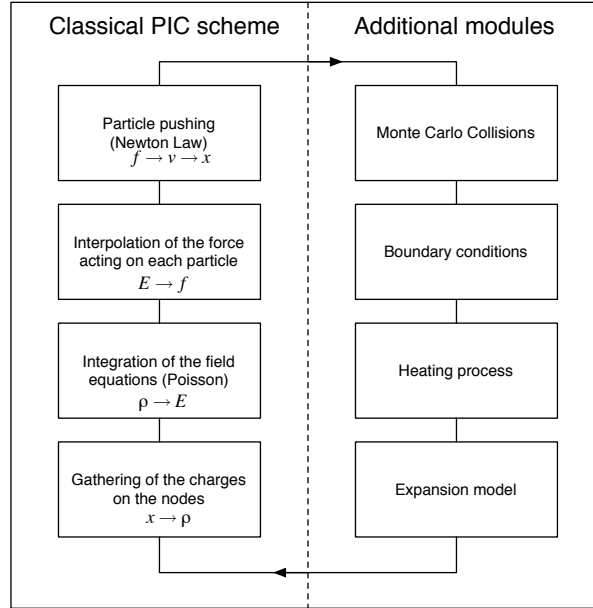 Classical PIC scheme
Additional modules
Particle pushing
(Newton Law)
f → v → x
Interpolation of the force
acting on each particle
E → f
Integration of the field
equations (Poisson)
ρ → E
Gathering of the charges
on the nodes
x → ρ
Monte Carlo Collisions
Boundary conditions
Heating process
Expansion model